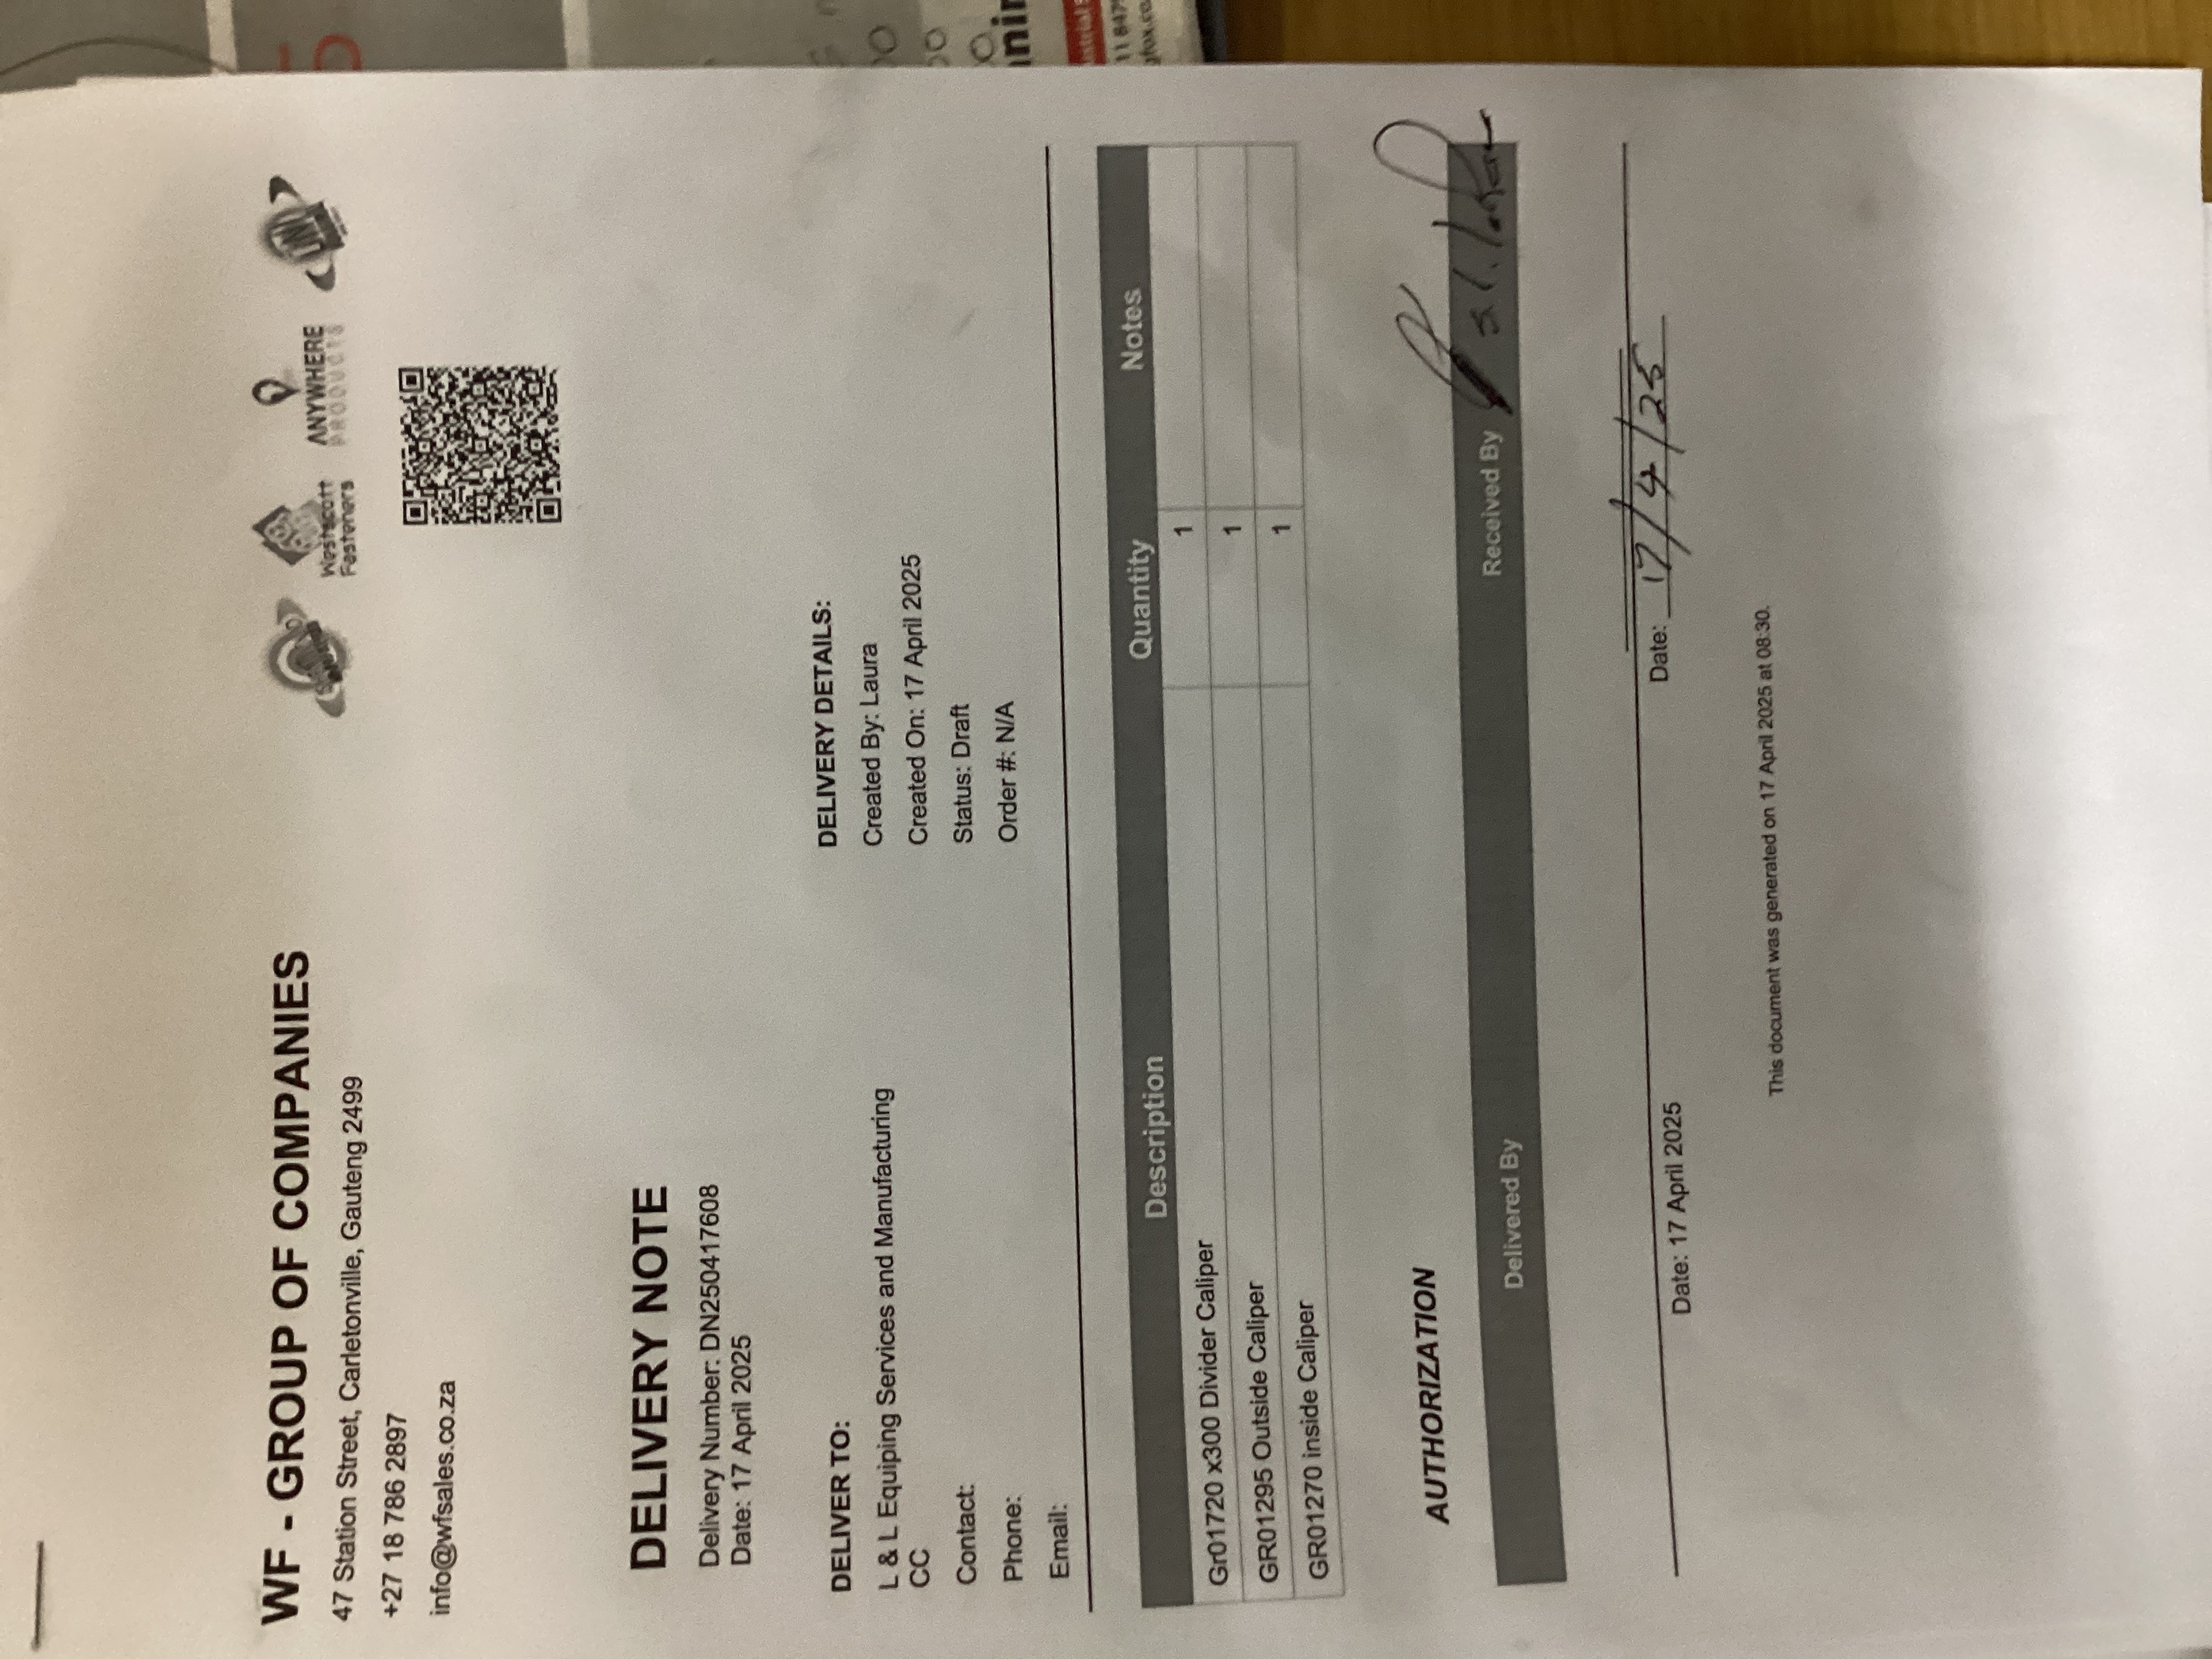 WF - GROUP OF COMPANIES
47 Station Street, Carletonville, Gauteng 2499
+27 18 786 2897
info@wfsales.co.za
Westscott
Fasteners
ANYWHERE
PRODUCTS
UNI
DELIVERY NOTE
Delivery Number: DN250417608
Date: 17 April 2025
DELIVER TO:
L & L Equiping Services and Manufacturing
CC
Contact:
Phone:
Email:
DELIVERY DETAILS:
Created By: Laura
Created On: 17 April 2025
Status: Draft
Order #: N/A
Description Quantity Notes
Gr01720 x300 Divider Caliper 1
GR01295 Outside Caliper 1
GR01270 inside Caliper 1
AUTHORIZATION
Delivered By Received By
Date: 17 April 2025
Date: 17/4/25
This document was generated on 17 April 2025 at 08:30.